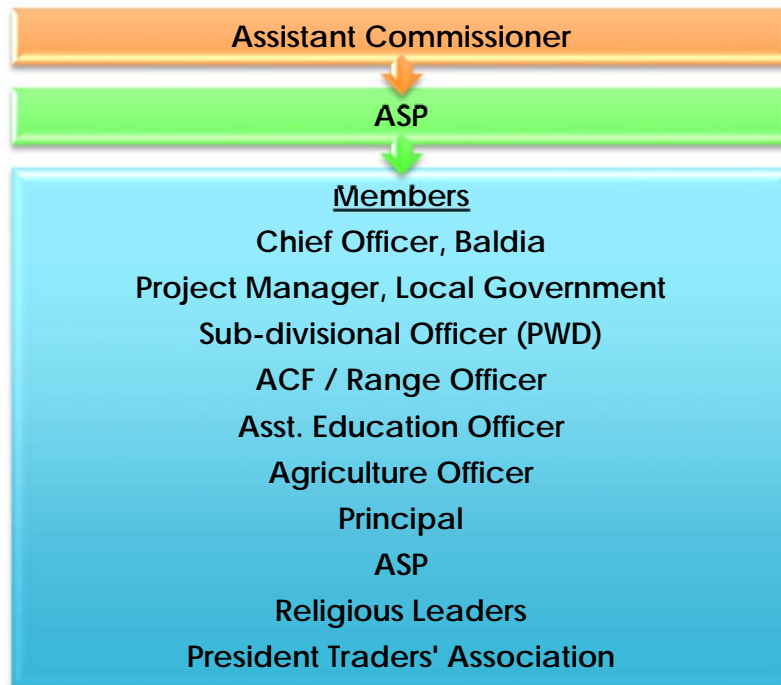 Assistant Commissioner
ASP
Members
Chief Officer, Baldia
Project Manager, Local Government
Sub-divisional Officer (PWD)
ACF / Range Officer
Asst. Education Officer
Agriculture Officer
Principal
ASP
Religious Leaders
President Traders' Association